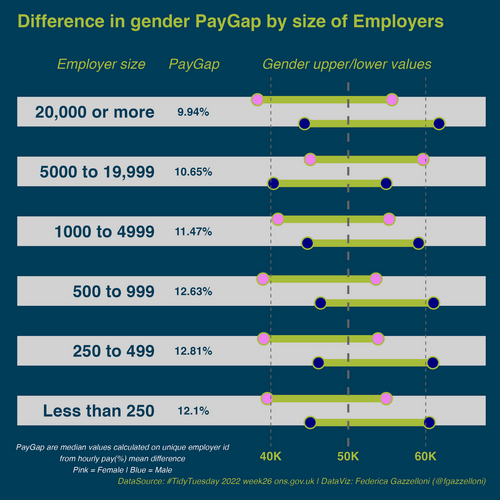 Difference in gender PayGap by size of Employers
Employer size PayGap Gender upper/lower values
20,000 or more 9.94%
5000 to 19,999 10.65%
1000 to 4999 11.47%
500 to 999 12.63%
250 to 499 12.81%
Less than 250 12.1%
40K 50K 60K
PayGap are median values calculated on unique employer id
from hourly pay(%) mean difference
Pink = Female I Blue = Male
DataSource: #TidyTuesday 2022 week26 ons.gov.uk I DataViz: Federica Gazzelloni (@fgazzelloni)